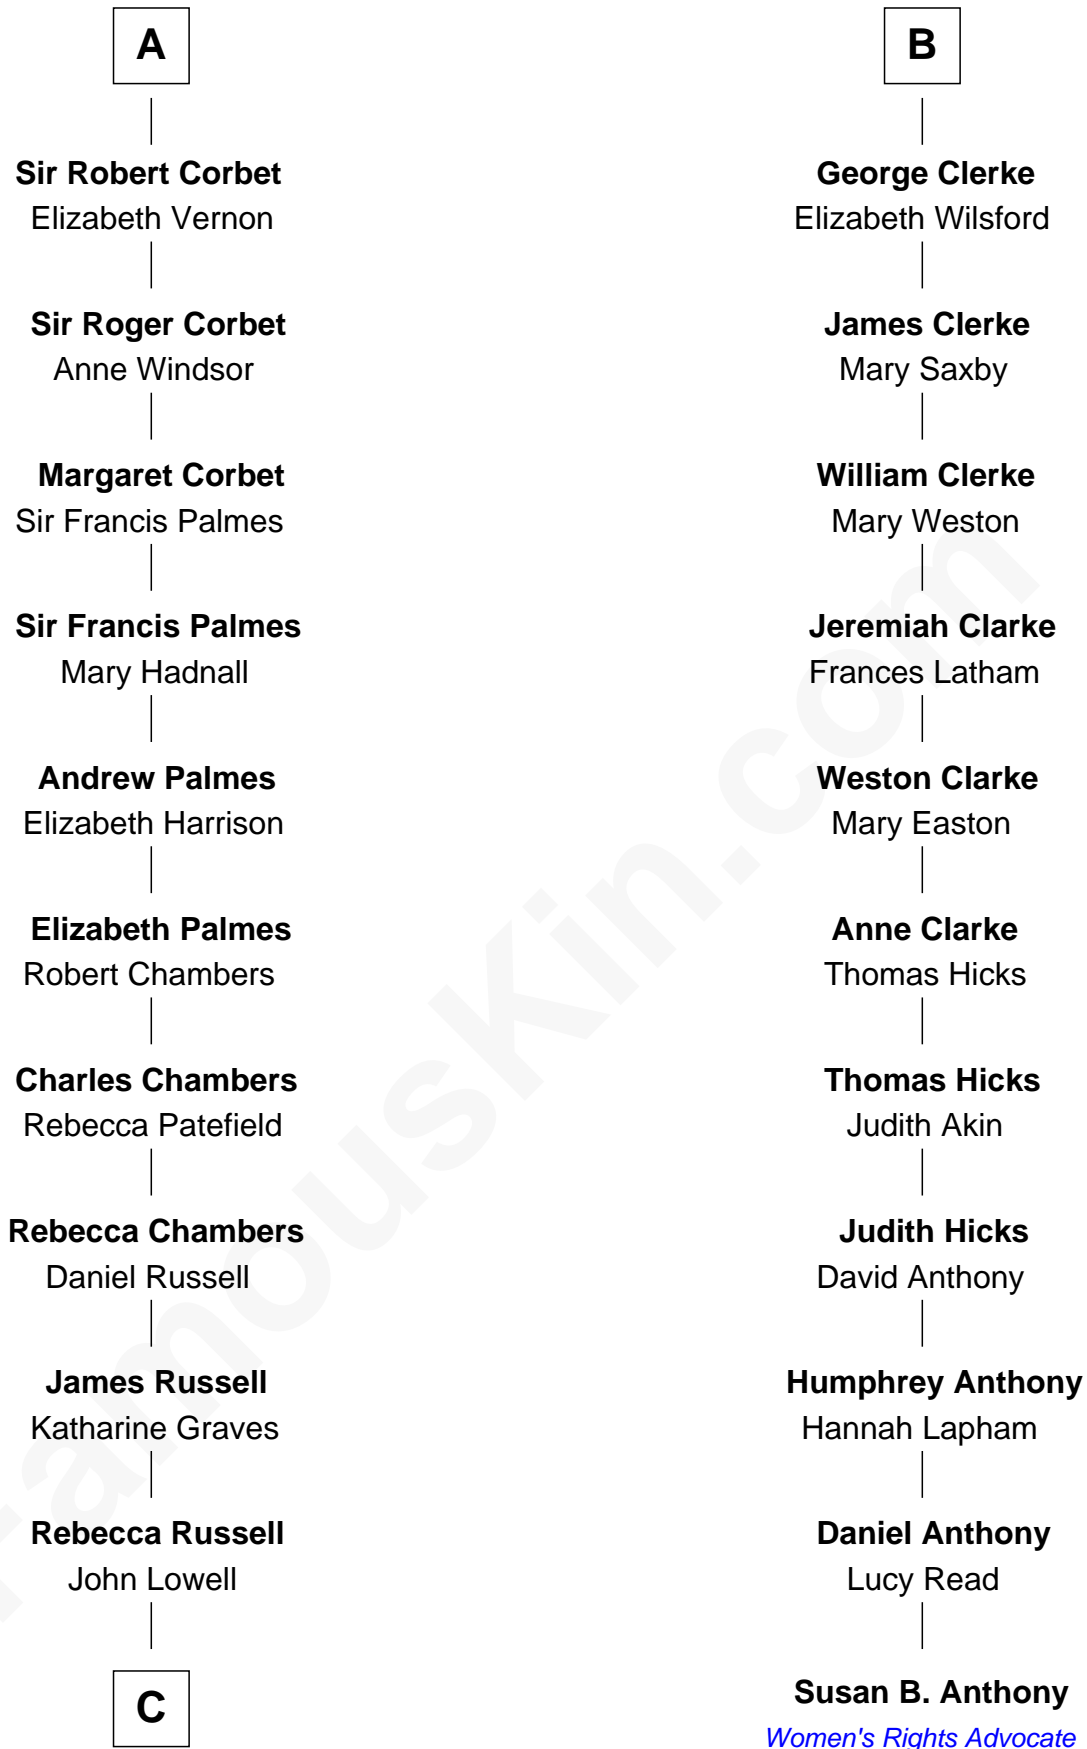 A
Sir Robert Corbet
Elizabeth Vernon
Sir Roger Corbet
Anne Windsor
Margaret Corbet
Sir Francis Palmes
Sir Francis Palmes
Mary Hadnall
Andrew Palmes
Elizabeth Harrison
Elizabeth Palmes
Robert Chambers
Charles Chambers
Rebecca Patefield
Rebecca Chambers
Daniel Russell
James Russell
Katharine Graves
Rebecca Russell
John Lowell
C
B
George Clerke
Elizabeth Wilsford
James Clerke
Mary Saxby
William Clerke
Mary Weston
Jeremiah Clarke
Frances Latham
Weston Clarke
Mary Easton
Anne Clarke
Thomas Hicks
Thomas Hicks
Judith Akin
Judith Hicks
David Anthony
Humphrey Anthony
Hannah Lapham
Daniel Anthony
Lucy Read
Susan B. Anthony
Women's Rights Advocate
FamousKin.com